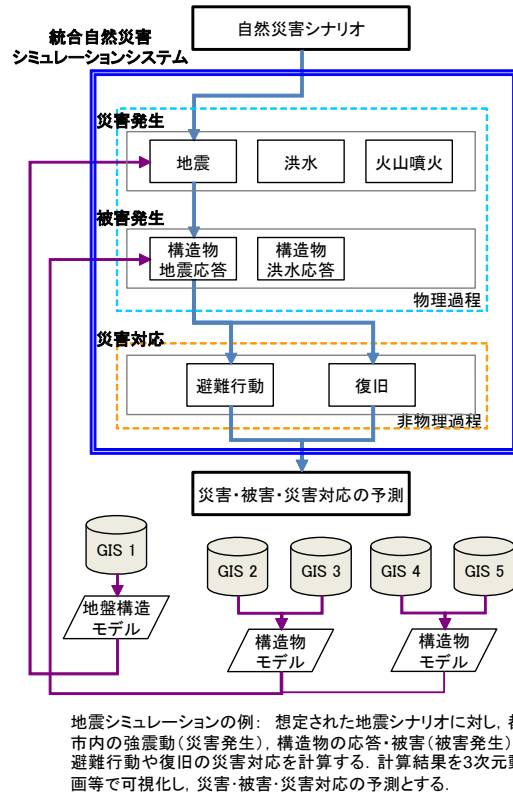 自然災害シナリオ
統合自然災害
シミュレーションシステム
災害発生
地震
洪水
火山噴火
被害発生
構造物
地震応答
構造物
洪水応答
物理過程
災害対応
避難行動
復旧
非物理過程
災害・被害・災害対応の予測
GIS 1
GIS 2
GIS 3
GIS 4
GIS 5
地盤構造
モデル
構造物
モデル
構造物
モデル
地震シミュレーションの例： 想定された地震シナリオに対し，都
市内の強震動（災害発生），構造物の応答・被害（被害発生）
避難行動や復旧の災害対応を計算する．計算結果を3次元動
画等で可視化し，災害・被害・災害対応の予測とする．